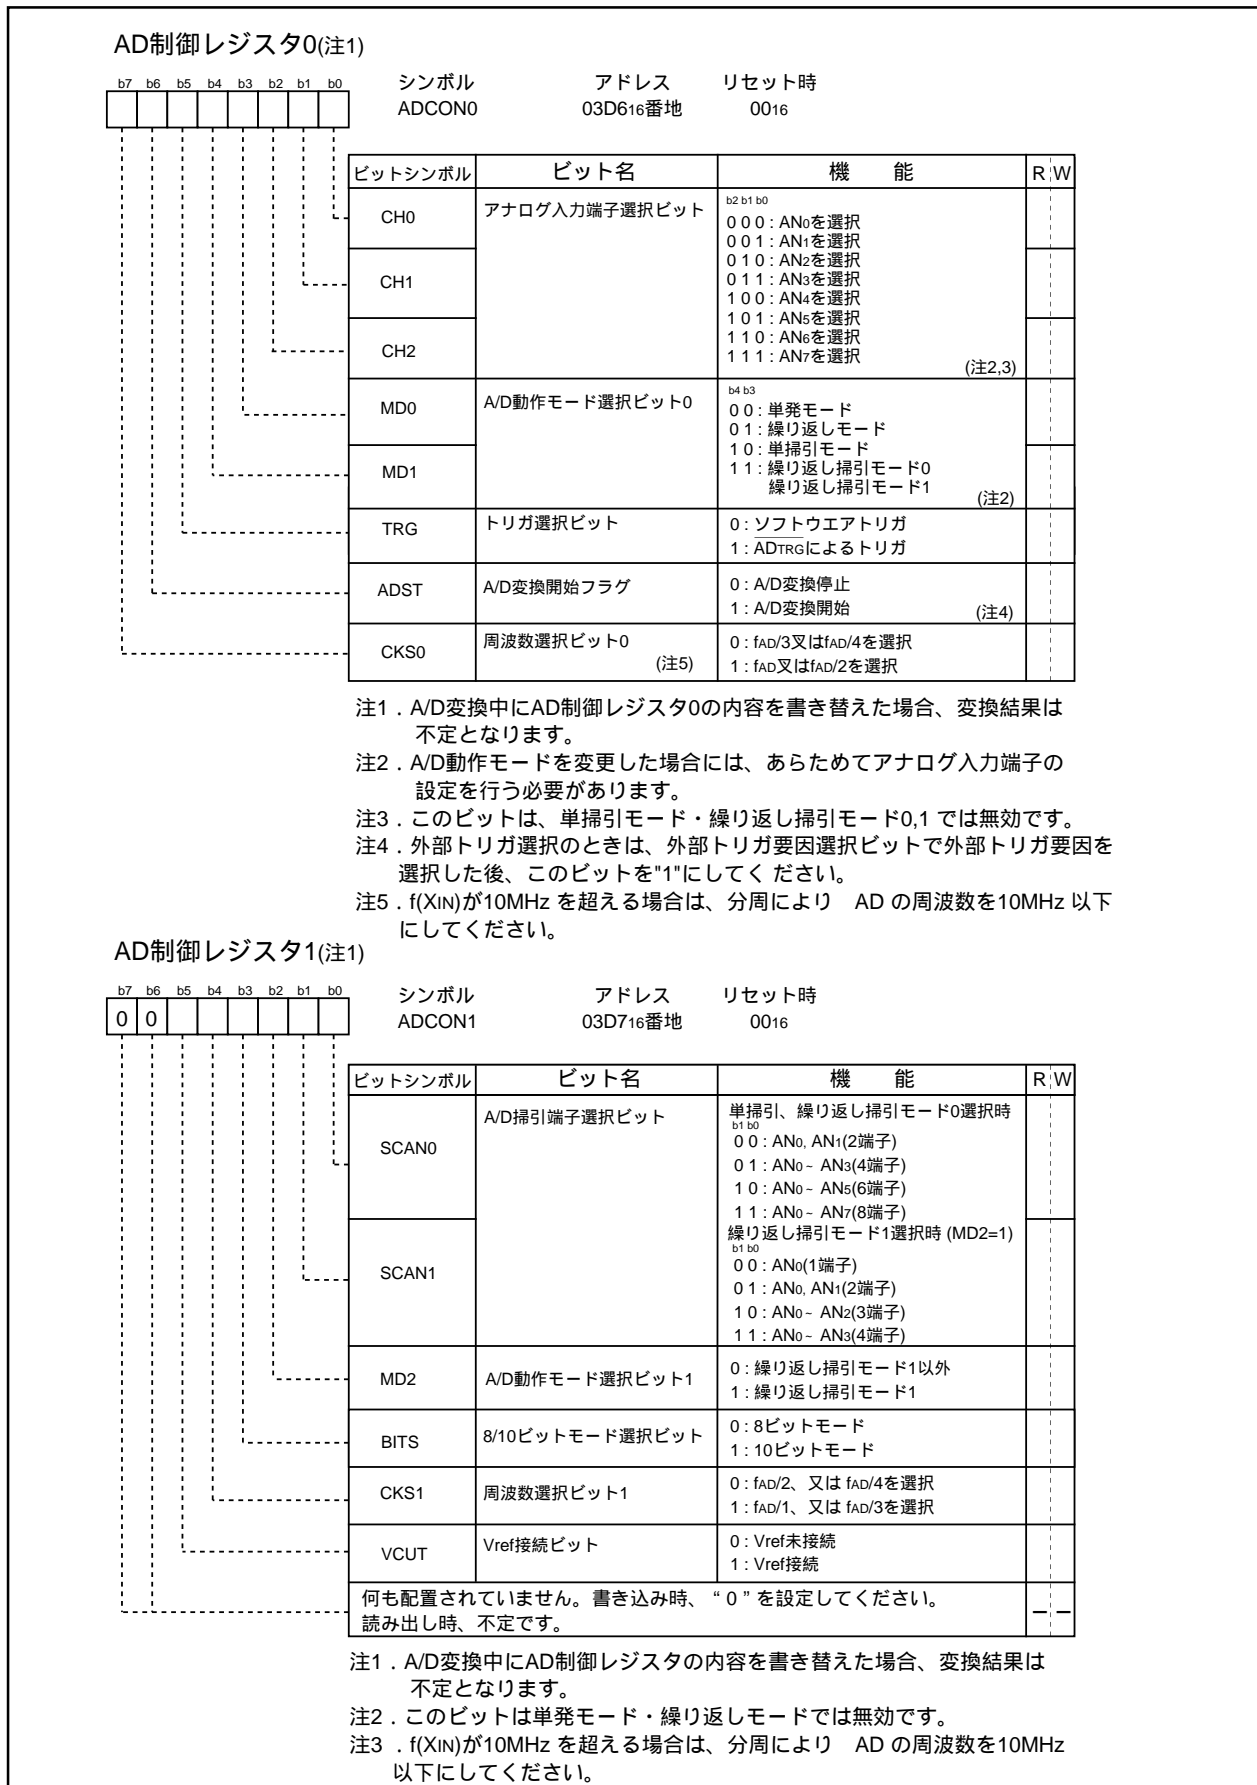 AD制御レジスタ0(注1)
b7 b6 b5 b4 b3 b2 b1 b0
シンボル アドレス リセット時
ADCON0 03D616番地 0016
ビットシンボル ビット名 機 能 R W
CH0 アナログ入力端子選択ビット
b2 b1 b0
0 0 0 : AN0を選択
0 0 1 : AN1を選択
0 1 0 : AN2を選択
0 1 1 : AN3を選択
1 0 0 : AN4を選択
1 0 1 : AN5を選択
1 1 0 : AN6を選択
1 1 1 : AN7を選択
(注2,3)
CH1
CH2
MD0 A/D動作モード選択ビット0
b4 b3
0 0 : 単発モード
0 1 : 繰り返しモード
1 0 : 単掃引モード
1 1 : 繰り返し掃引モード0
繰り返し掃引モード1
(注2)
MD1
TRG トリガ選択ビット
0 : ソフトウエアトリガ
1 : ADTRGによるトリガ
ADST A/D変換開始フラグ
0 : A/D変換停止
1 : A/D変換開始 (注4)
CKS0 周波数選択ビット0
(注5)
0 : fAD/3又はfAD/4を選択
1 : fAD又はfAD/2を選択
注1．A/D変換中にAD制御レジスタ0の内容を書き替えた場合、変換結果は
不定となります。
注2．A/D動作モードを変更した場合には、あらためてアナログ入力端子の
設定を行う必要があります。
注3．このビットは、単掃引モード・繰り返し掃引モード0,1 では無効です。
注4．外部トリガ選択のときは、外部トリガ要因選択ビットで外部トリガ要因を
選択した後、このビットを"1"にしてく ださい。
注5．f(XIN)が10MHz を超える場合は、分周により　AD の周波数を10MHz 以下
にしてください。
AD制御レジスタ1(注1)
b7 b6 b5 b4 b3 b2 b1 b0
0 0
シンボル アドレス リセット時
ADCON1 03D716番地 0016
ビットシンボル ビット名 機 能 R W
SCAN0 A/D掃引端子選択ビット
単掃引、繰り返し掃引モード0選択時
b1 b0
0 0 : AN0, AN1(2端子)
0 1 : AN0 ~ AN3(4端子)
1 0 : AN0 ~ AN5(6端子)
1 1 : AN0 ~ AN7(8端子)
SCAN1
繰り返し掃引モード1選択時 (MD2=1)
b1 b0
0 0 : AN0(1端子)
0 1 : AN0, AN1(2端子)
1 0 : AN0 ~ AN2(3端子)
1 1 : AN0 ~ AN3(4端子)
MD2 A/D動作モード選択ビット1
0 : 繰り返し掃引モード1以外
1 : 繰り返し掃引モード1
BITS 8/10ビットモード選択ビット
0 : 8ビットモード
1 : 10ビットモード
CKS1 周波数選択ビット1
0 : fAD/2、又は fAD/4を選択
1 : fAD/1、又は fAD/3を選択
VCUT Vref接続ビット
0 : Vref未接続
1 : Vref接続
何も配置されていません。書き込み時、“ 0 ” を設定してください。
読み出し時、不定です。
注1．A/D変換中にAD制御レジスタの内容を書き替えた場合、変換結果は
不定となります。
注2．このビットは単発モード・繰り返しモードでは無効です。
注3 ．f(XIN)が10MHz を超える場合は、分周により　AD の周波数を10MHz
以下にしてください。